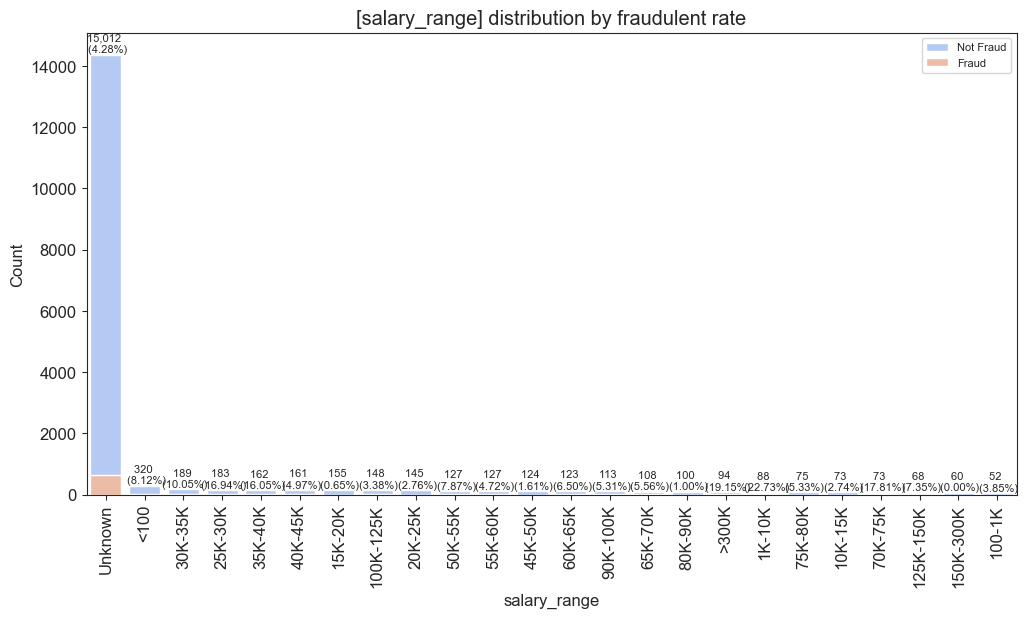 [salary_range] distribution by fraudulent rate
15,012
(4.28%)
Not Fraud
Fraud
14000
12000
10000
8000
6000
4000
2000
0
Count
320
(8.12%)
189
(10.05%)
183
(16.94%)
162
(16.05%)
161
(4.97%)
155
(0.65%)
148
(3.38%)
145
(2.76%)
127
(7.87%)
127
(4.72%)
124
(1.61%)
123
(6.50%)
113
(5.31%)
108
(5.56%)
100
(1.00%)
94
(19.15%)
88
(22.73%)
75
(5.33%)
73
(2.74%)
73
(17.81%)
68
(7.35%)
60
(0.00%)
52
(3.85%)
Unknown
<100
30K-35K
25K-30K
35K-40K
40K-45K
15K-20K
100K-125K
20K-25K
50K-55K
55K-60K
45K-50K
60K-65K
90K-100K
65K-70K
80K-90K
>300K
1K-10K
75K-80K
10K-15K
70K-75K
125K-150K
150K-300K
100-1K
salary_range